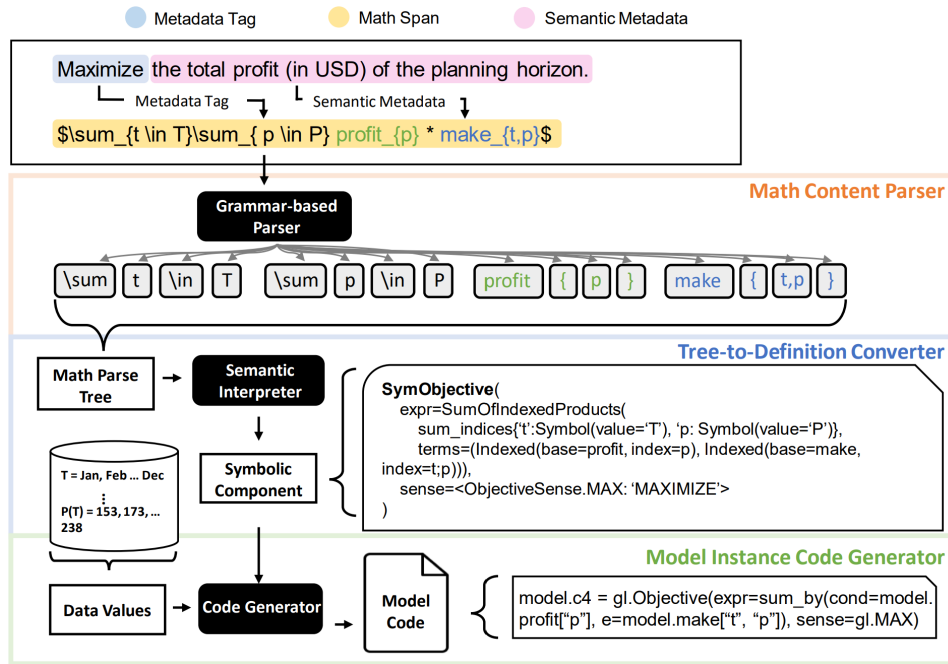 Metadata Tag
Math Span
Semantic Metadata
Maximize the total profit (in USD) of the planning horizon.
Metadata Tag
Semantic Metadata
$\sum_{t \in T}\sum_{ p \in P} profit_{p} * make_{t,p}$
Math Content Parser
Grammar-based
Parser
\sum t \in T \sum p \in P profit { p } make { t,p }
Tree-to-Definition Converter
Math Parse
Tree
Semantic
Interpreter
SymObjective(
expr=SumOfIndexedProducts(
sum_indices{‘t’:Symbol(value=‘T’), ‘p: Symbol(value=‘P’)},
terms=(Indexed(base=profit, index=p), Indexed(base=make,
index=t;p))),
sense=<ObjectiveSense.MAX: ‘MAXIMIZE’>
)
Symbolic
Component
T = Jan, Feb ... Dec
⋮
P(T) = 153, 173, ...
238
Model Instance Code Generator
Data Values
Code Generator
Model
Code
model.c4 = gl.Objective(expr=sum_by(cond=model.
profit[“p”], e=model.make[“t”, “p”]), sense=gl.MAX)